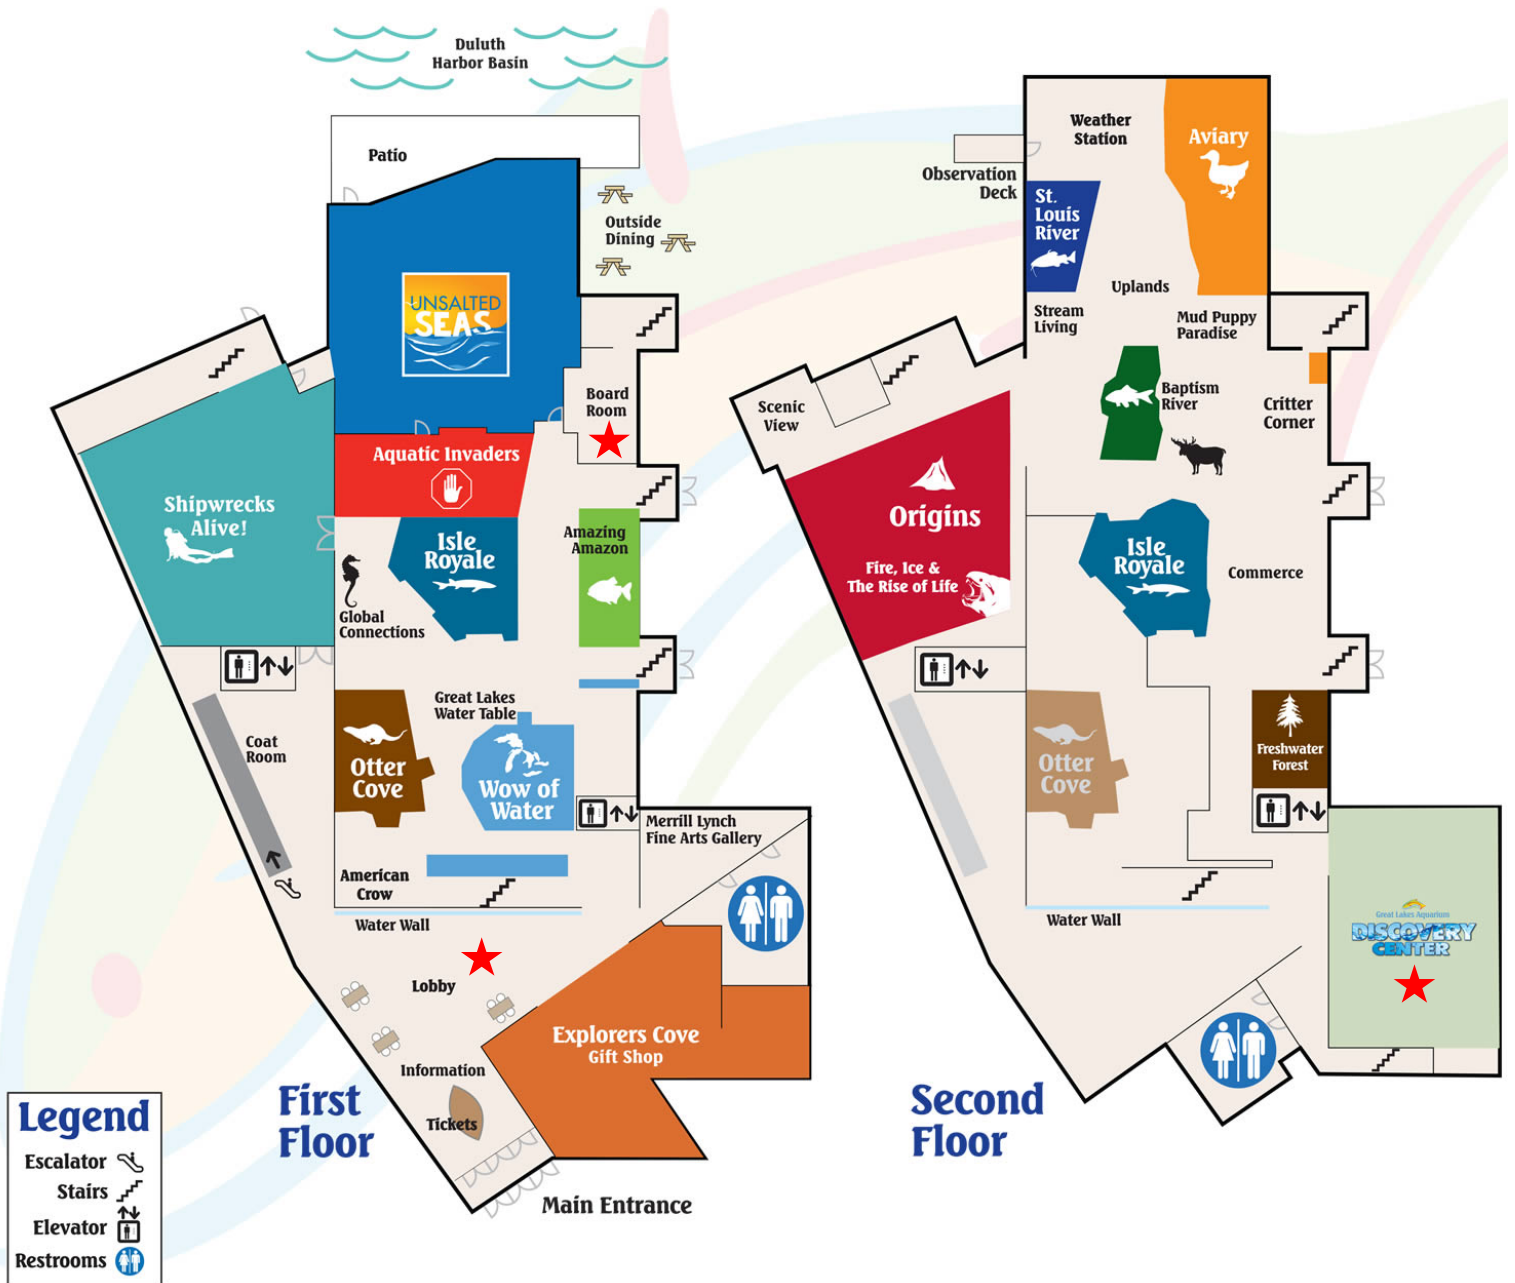 Duluth
Harbor Basin
Patio
Outside
Dining
UNSALTED
SEAS
Board
Room
Aquatic Invaders
Shipwrecks
Alive!
Isle
Royale
Amazing
Amazon
Global
Connections
Great Lakes
Water Table
Coat
Room
Otter
Cove
Wow of
Water
Merrill Lynch
Fine Arts Gallery
American
Crow
Water Wall
Lobby
Explorers Cove
Gift Shop
Information
Tickets
First
Floor
Main Entrance
Weather
Station
Aviary
Observation
Deck
St.
Louis
River
Uplands
Stream
Living
Mud Puppy
Paradise
Scenic
View
Baptism
River
Critter
Corner
Origins
Fire, Ice &
The Rise of Life
Isle
Royale
Commerce
Otter
Cove
Freshwater
Forest
Water Wall
Great Lakes Aquarium
DISCOVERY
CENTER
Second
Floor
Legend
Escalator
Stairs
Elevator
Restrooms